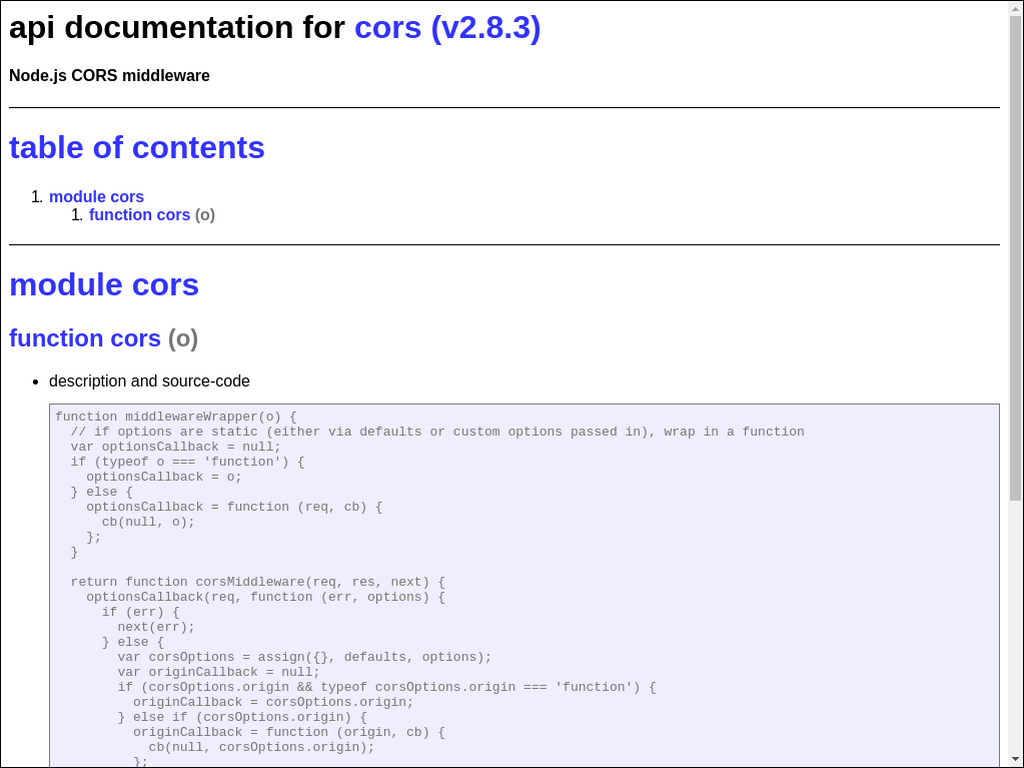 api documentation for cors (v2.8.3)
Node.js CORS middleware
table of contents
1. module cors
1. function cors (o)
module cors
function cors (o)
• description and source-code
function middlewareWrapper(o) {
  // if options are static (either via defaults or custom options passed in), wrap in a function
  var optionsCallback = null;
  if (typeof o === 'function') {
    optionsCallback = o;
  } else {
    optionsCallback = function (req, cb) {
      cb(null, o);
    };
  }

  return function corsMiddleware(req, res, next) {
    optionsCallback(req, function (err, options) {
      if (err) {
        next(err);
      } else {
        var corsOptions = assign({}, defaults, options);
        var originCallback = null;
        if (corsOptions.origin && typeof corsOptions.origin === 'function') {
          originCallback = corsOptions.origin;
        } else if (corsOptions.origin) {
          originCallback = function (origin, cb) {
            cb(null, corsOptions.origin);
          };